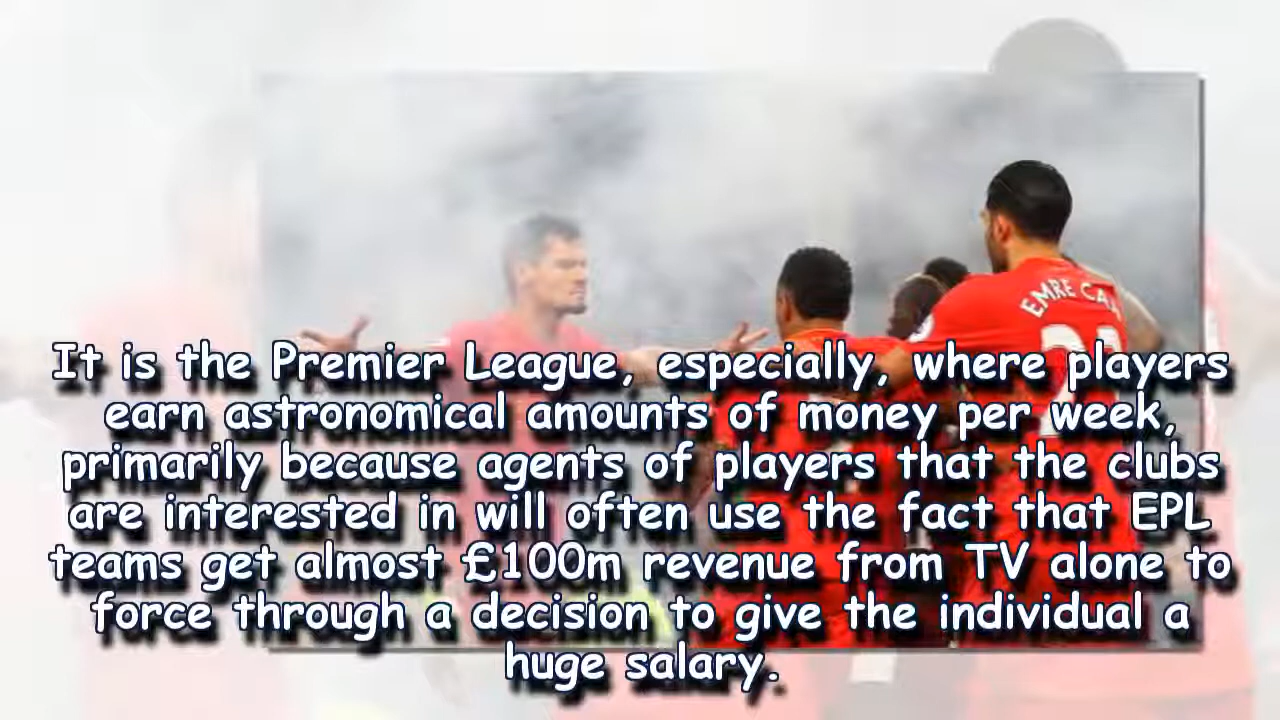 EMRE CAN
It is the Premier League, especially, where players
earn astronomical amounts of money per week,
primarily because agents of players that the clubs
are interested in will often use the fact that EPL
teams get almost £100m revenue from TV alone to
force through a decision to give the individual a
huge salary.